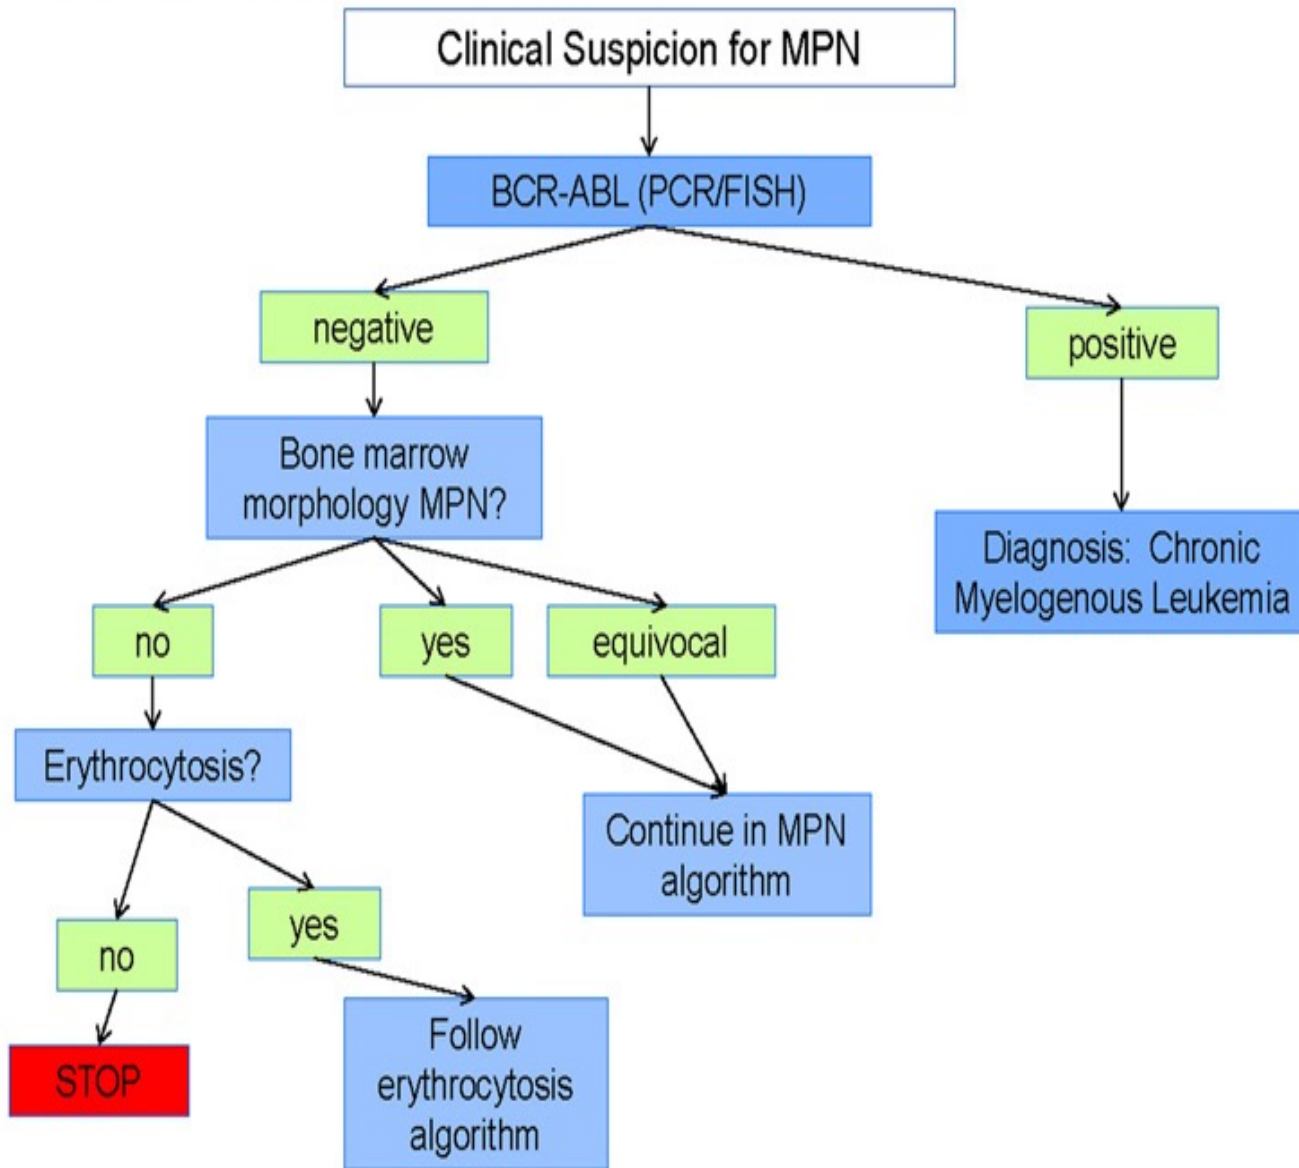 Clinical Suspicion for MPN
BCR-ABL (PCR/FISH)
negative
positive
Bone marrow
morphology MPN?
Diagnosis: Chronic
Myelogenous Leukemia
no
yes
equivocal
Erythrocytosis?
Continue in MPN
algorithm
no
yes
STOP
Follow
erythrocytosis
algorithm